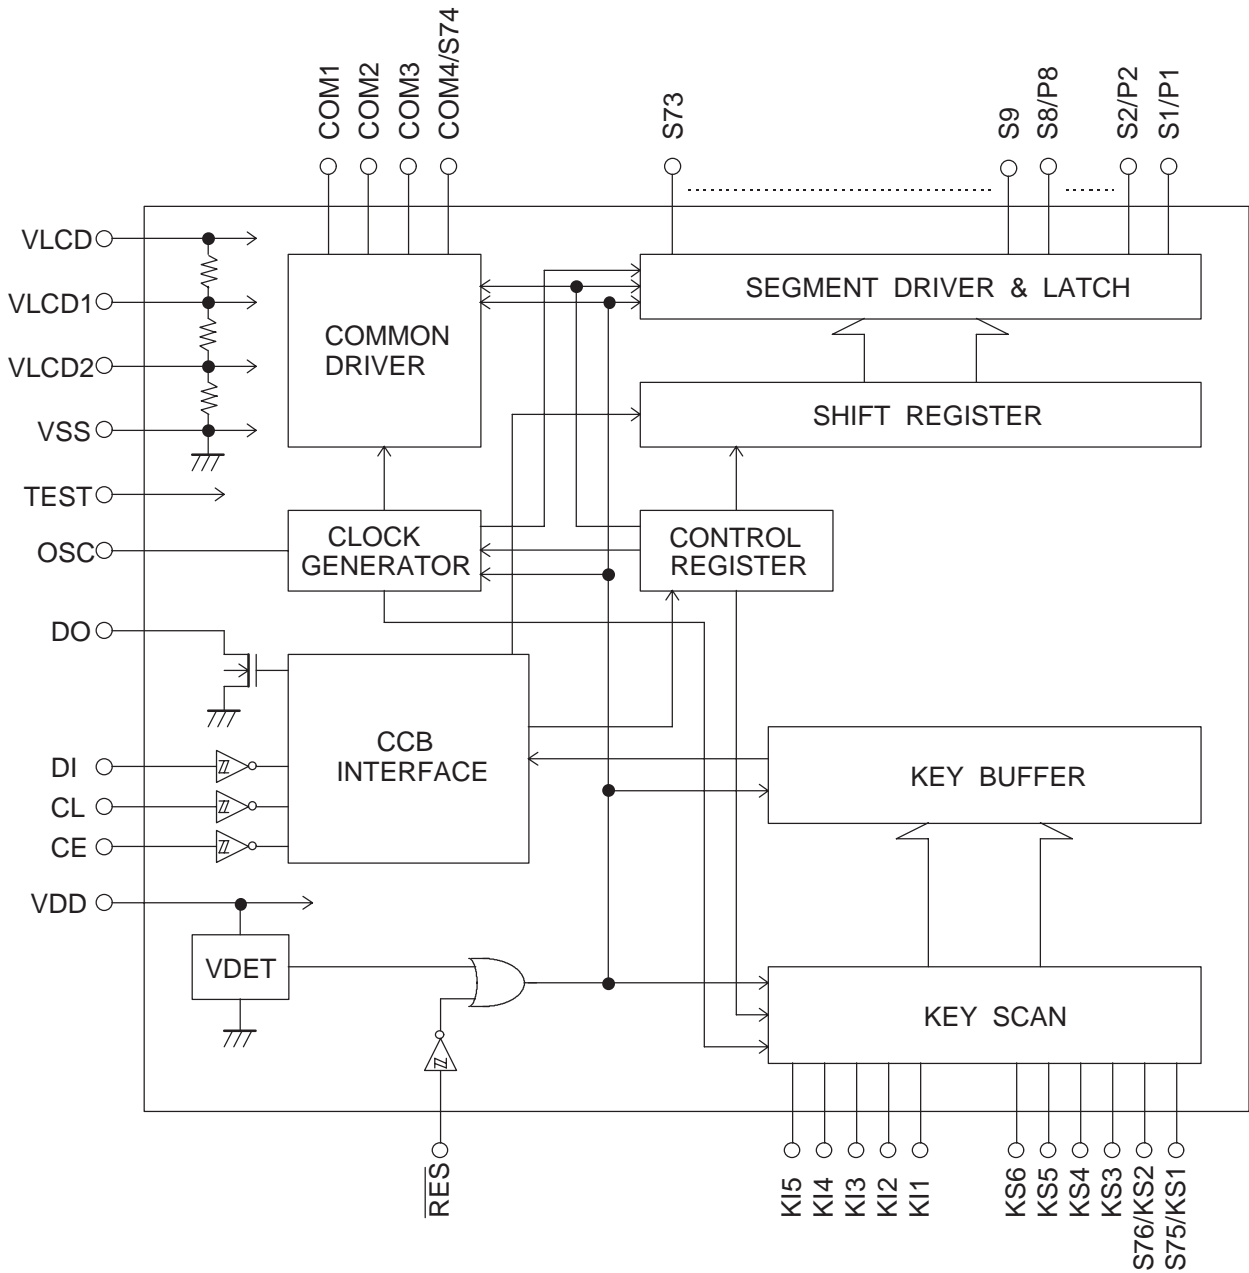 COM1
COM2
COM3
COM4/S74
S73
S9
S8/P8
S2/P2
S1/P1
VLCD
VLCD1
VLCD2
VSS
TEST
OSC
DO
DI
CL
CE
VDD
COMMON
DRIVER
SEGMENT DRIVER & LATCH
SHIFT REGISTER
CLOCK
GENERATOR
CONTROL
REGISTER
CCB
INTERFACE
KEY BUFFER
VDET
KEY SCAN
RES
KI5
KI4
KI3
KI2
KI1
KS6
KS5
KS4
KS3
S76/KS2
S75/KS1